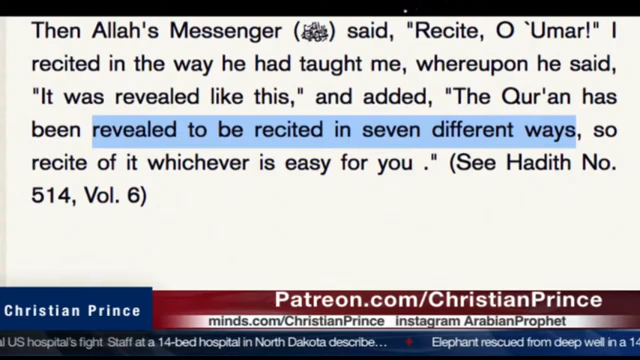 Then Allah's Messenger (ﷺ) said, "Recite, O `Umar!" I
recited in the way he had taught me, whereupon he said,
"It was revealed like this," and added, "The Qur'an has
been revealed to be recited in seven different ways, so
recite of it whichever is easy for you ." (See Hadith No.
514, Vol. 6)
Christian Prince
Patreon.com/ChristianPrince
minds.com/ChristianPrince instagram ArabianProphet
al US hospital's fight Staff at a 14-bed hospital in North Dakota describe… Elephant rescued from deep well in a 14